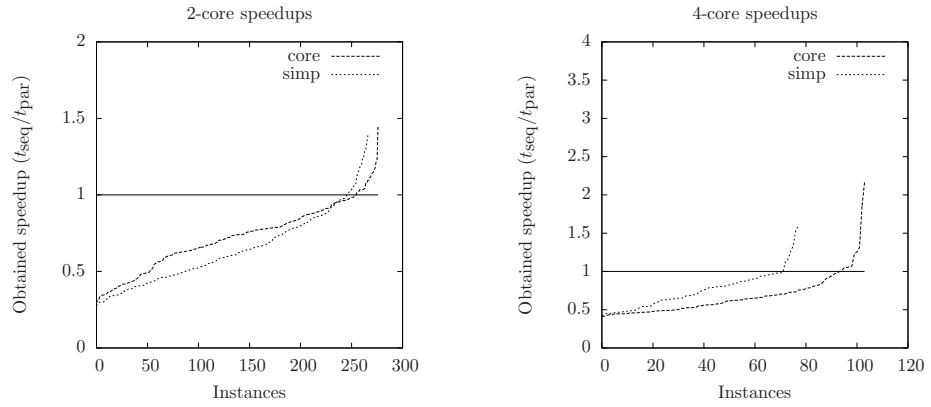 2-core speedups
2
1.5
1
0.5
0
0 50 100 150 200 250 300
Obtained speedup (tseq/tpar)
Instances
core
simp
4-core speedups
4
3.5
3
2.5
2
1.5
1
0.5
0
0 20 40 60 80 100 120
Obtained speedup (tseq/tpar)
Instances
core
simp